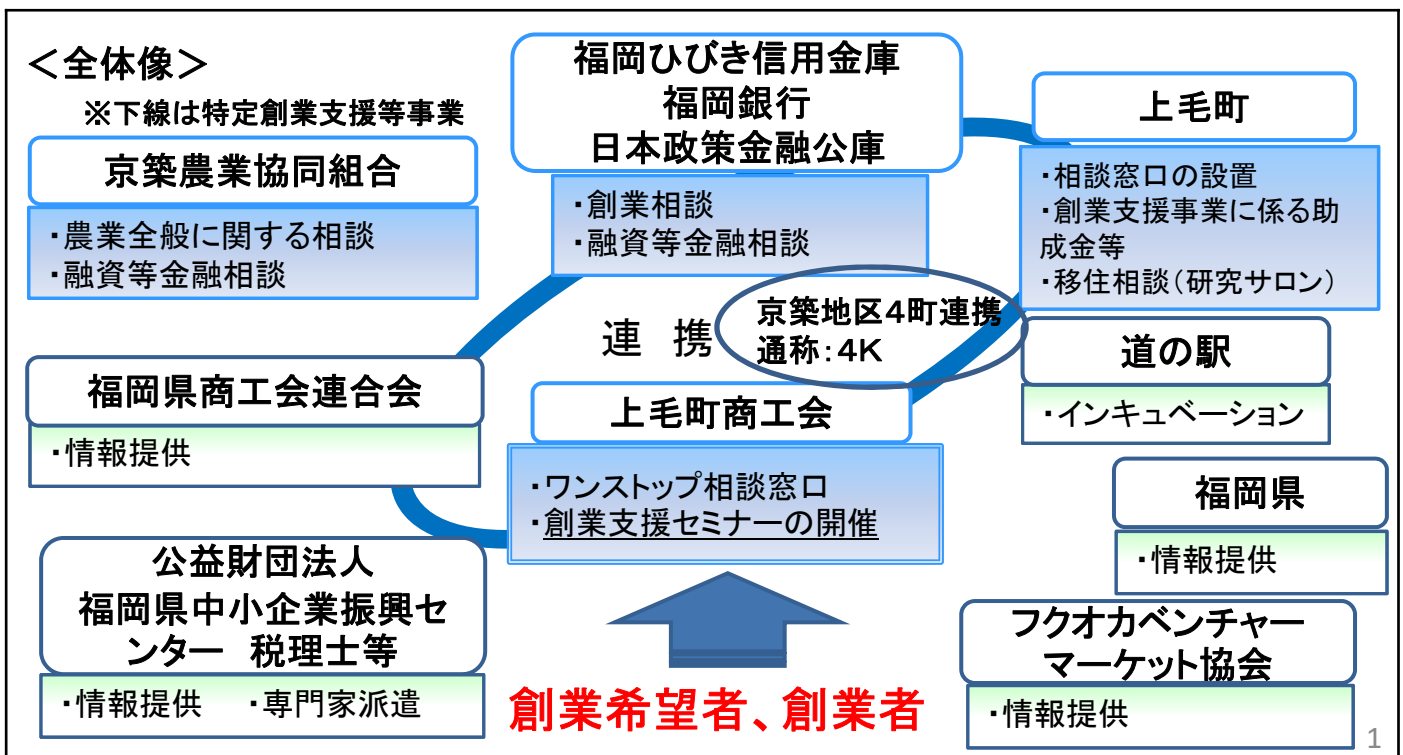 ＜全体像＞
※下線は特定創業支援等事業
京築農業協同組合
・農業全般に関する相談
・融資等金融相談
福岡ひびき信用金庫
福岡銀行
日本政策金融公庫
・創業相談
・融資等金融相談
上毛町
・相談窓口の設置
・創業支援事業に係る助
成金等
・移住相談（研究サロン）
連 携
京築地区４町連携
通称：４Ｋ
道の駅
・インキュベーション
福岡県商工会連合会
・情報提供
上毛町商工会
・ワンストップ相談窓口
・創業支援セミナーの開催
福岡県
・情報提供
公益財団法人
福岡県中小企業振興セ
ンター 税理士等
・情報提供 ・専門家派遣
創業希望者、創業者
フクオカベンチャー
マーケット協会
・情報提供
1